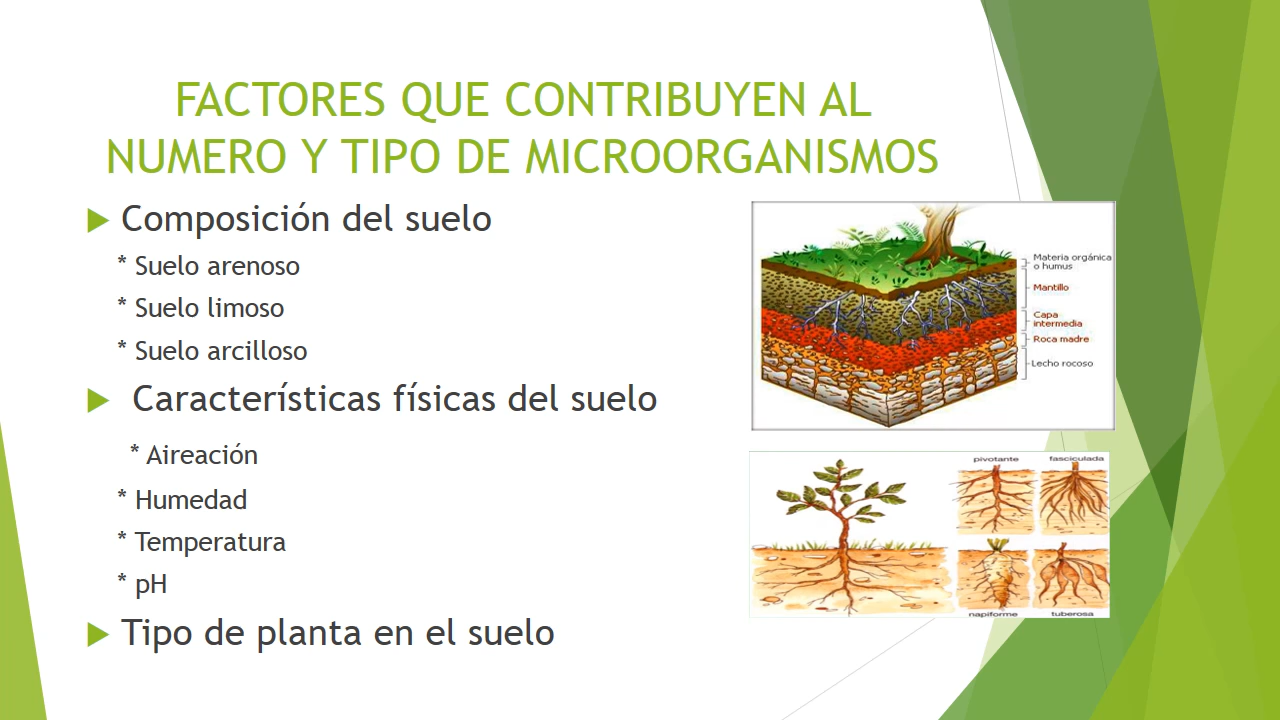 FACTORES QUE CONTRIBUYEN AL
NUMERO Y TIPO DE MICROORGANISMOS
Composición del suelo
* Suelo arenoso
* Suelo limoso
* Suelo arcilloso
Características físicas del suelo
* Aireación
* Humedad
* Temperatura
* pH
Tipo de planta en el suelo
Materia orgánica
o humus
Mantillo
Capa
intermedia
Roca madre
Lecho rocoso
pivotante
fasciculada
napiforme
tuberosa